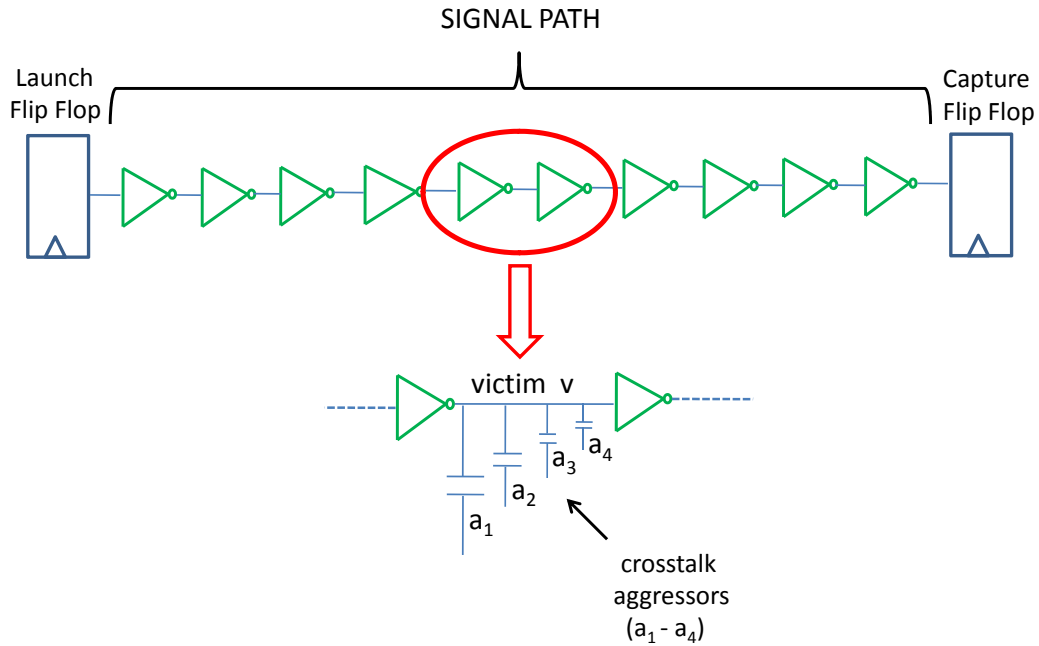 SIGNAL PATH
Launch
Flip Flop
Capture
Flip Flop
victim v
a1
a2
a3
a4
crosstalk
aggressors
(a1 - a4)